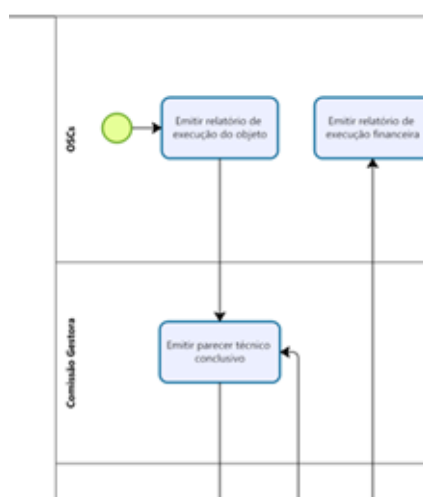 OSCs
Emitir relatório de
execução do objeto
Emitir relatório de
execução financeira
Comissão Gestora
Emitir parecer técnico
conclusivo